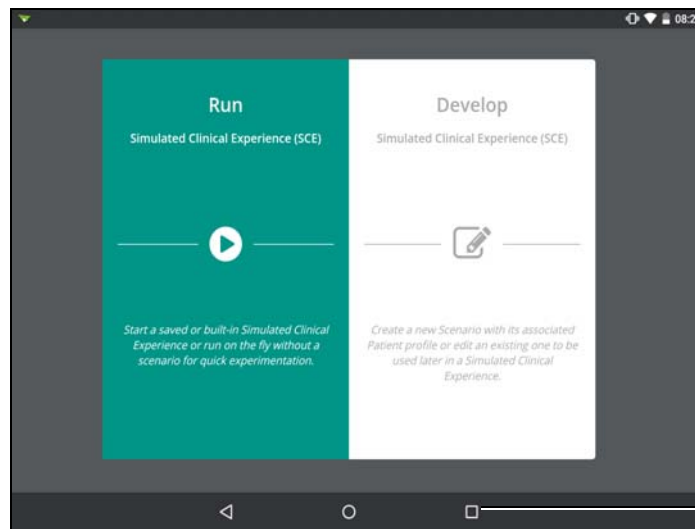 08:2
Run
Simulated Clinical Experience (SCE)
Start a saved or built-in Simulated Clinical
Experience or run on the fly without a
scenario for quick experimentation.
Develop
Simulated Clinical Experience (SCE)
Create a new Scenario with its associated
Patient profile or edit an existing one to be
used later in a Simulated Clinical
Experience.